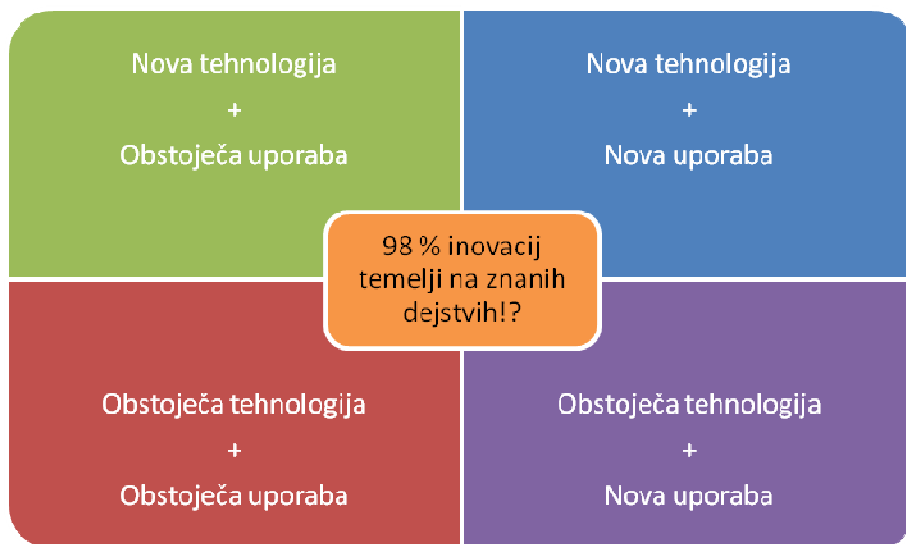 Nova tehnologija
+
Obstoječa uporaba
Nova tehnologija
+
Nova uporaba
98 % inovacij
temelji na znanih
dejstvih!?
Obstoječa tehnologija
+
Obstoječa uporaba
Obstoječa tehnologija
+
Nova uporaba